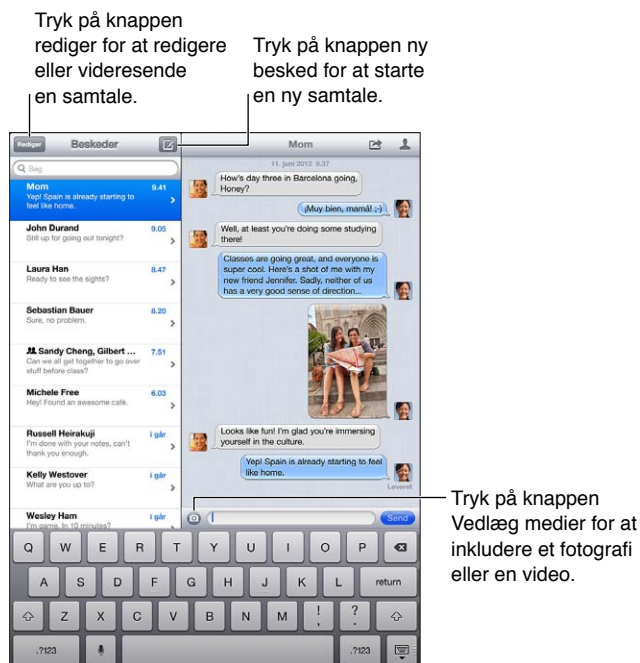 Tryk på knappen
rediger for at redigere
eller videresende
en samtale.
Tryk på knappen ny
besked for at starte
en ny samtale.
Rediger
Beskeder
Søg
Mom
9.41
Yep! Spain is already starting to
feel like home.
John Durand
9.05
Still up for going out tonight?
Laura Han
8.47
Ready to see the sights?
Sebastian Bauer
8.20
Sure, no problem.
Sandy Cheng, Gilbert ...
7.51
Can we all get together to go over
stuff before class?
Michele Free
6.03
Hey! Found an awesome café.
Russell Heirakuji
i går
I'm done with your notes, can't
thank you enough.
Kelly Westover
i går
What are you up to?
Wesley Ham
i går
I'm game. In 10 minutes?
Mom
11. juni 2012 9.37
How's day three in Barcelona going,
Honey?
¡Muy bien, mamá! ;-)
Well, at least you're doing some studying
there!
Classes are going great, and everyone is
super cool. Here's a shot of me with my
new friend Jennifer. Sadly, neither of us
has a very good sense of direction...
Looks like fun! I'm glad you're immersing
yourself in the culture.
Yep! Spain is already starting to feel
like home.
Leveret
Send
Tryk på knappen
Vedlæg medier for at
inkludere et fotografi
eller en video.
Q W E R T Y U I O P
A S D F G H J K L return
Z X C V B N M ! , ? .
.?123 .?123